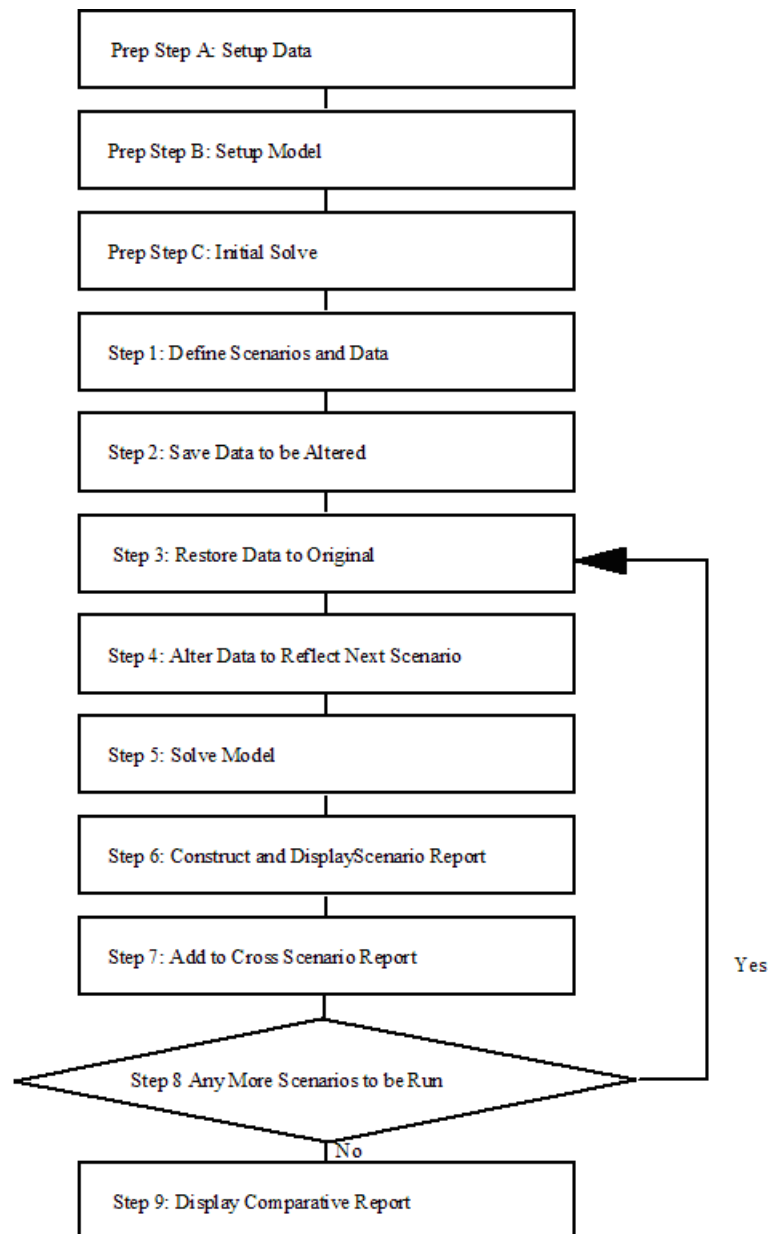 Prep Step A: Setup Data
Prep Step B: Setup Model
Prep Step C: Initial Solve
Step 1: Define Scenarios and Data
Step 2: Save Data to be Altered
Step 3: Restore Data to Original
Step 4: Alter Data to Reflect Next Scenario
Step 5: Solve Model
Step 6: Construct and DisplayScenario Report
Step 7: Add to Cross Scenario Report
Yes
Step 8 Any More Scenarios to be Run
No
Step 9: Display Comparative Report